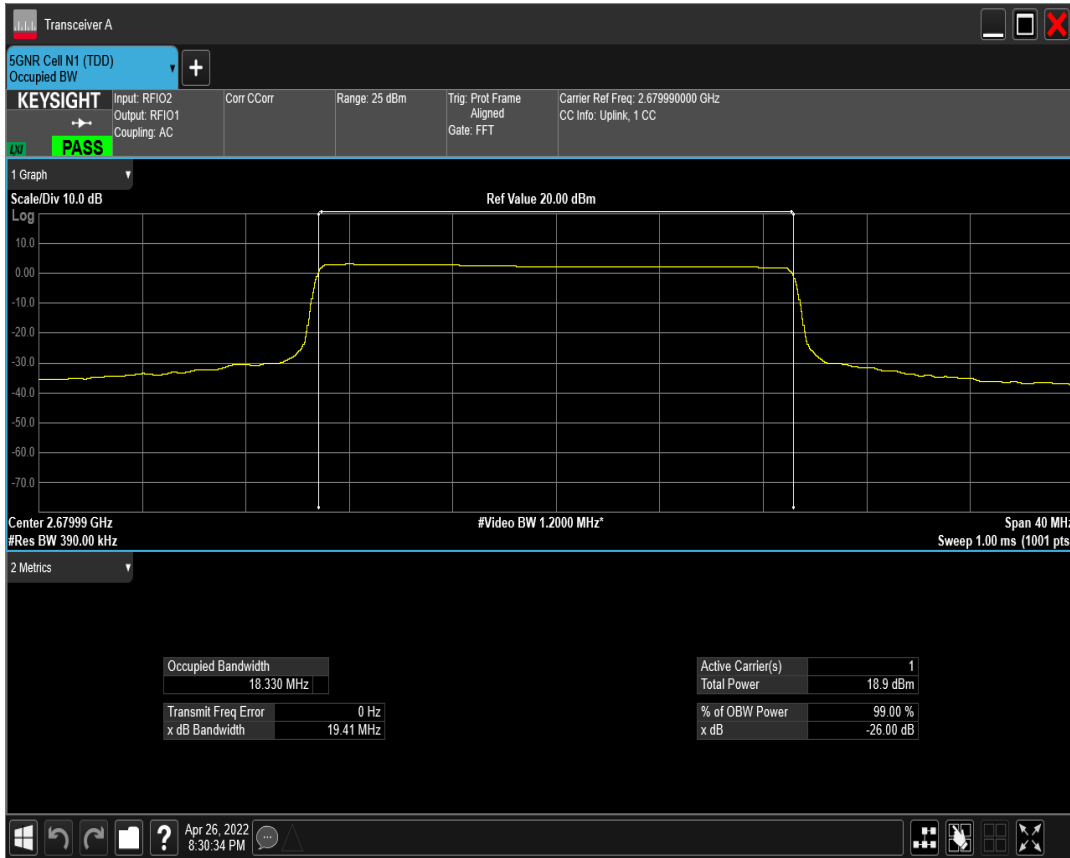 Transceiver A
5GNR Cell N1 (TDD)
Occupied BW
+
KEYSIGHT
LXI
PASS
Input: RFIO2
Output: RFIO1
Coupling: AC
Corr CCorr
Range: 25 dBm
Trig: Prot Frame
Aligned
Gate: FFT
Carrier Ref Freq: 2.679990000 GHz
CC Info: Uplink, 1 CC
1 Graph
Scale/Div 10.0 dB
Ref Value 20.00 dBm
Log
10.0
0.00
-10.0
-20.0
-30.0
-40.0
-50.0
-60.0
-70.0
Center 2.67999 GHz
#Video BW 1.2000 MHz*
Span 40 MHz
#Res BW 390.00 kHz
Sweep 1.00 ms (1001 pts
2 Metrics
Occupied Bandwidth
18.330 MHz
Transmit Freq Error 0 Hz
x dB Bandwidth 19.41 MHz
Active Carrier(s) 1
Total Power 18.9 dBm
% of OBW Power 99.00 %
x dB -26.00 dB
?
Apr 26, 2022
8:30:34 PM